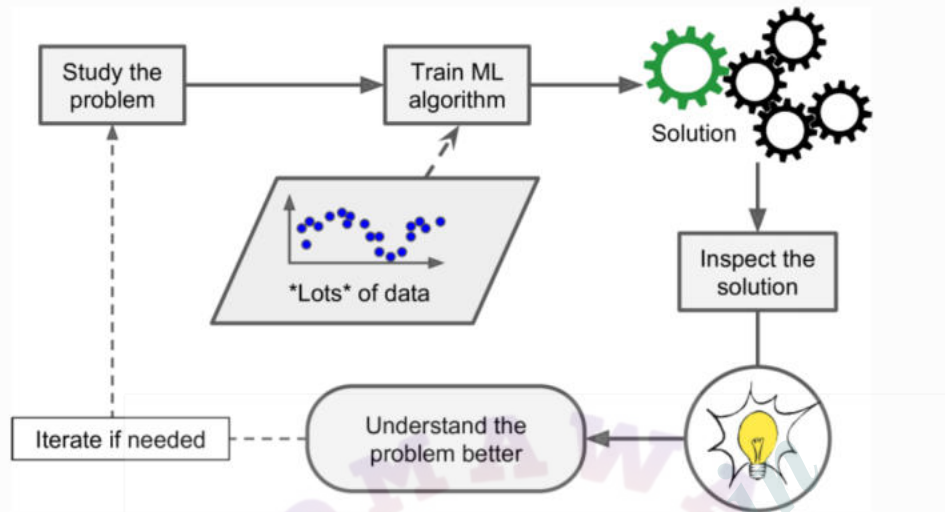 Study the
problem
Train ML
algorithm
Solution
*Lots* of data
Inspect the
solution
Understand the
problem better
Iterate if needed